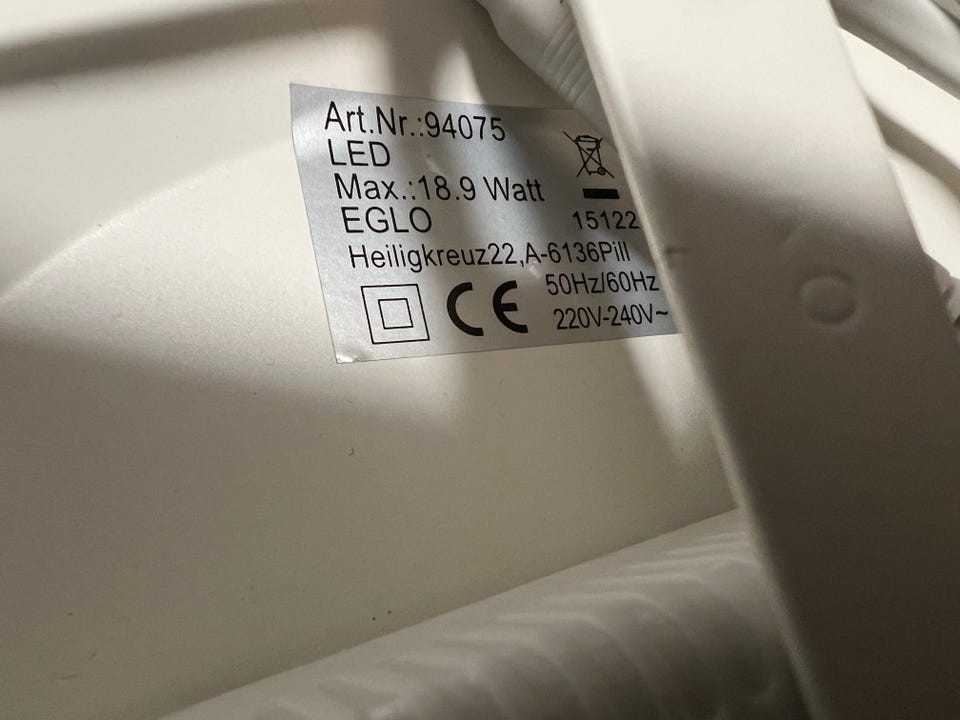 Art.Nr.:94075
LED
Max.:18.9 Watt
EGLO 15122
Heiligkreuz22,A-6136Pill
50Hz/60Hz
CE
220V-240V~